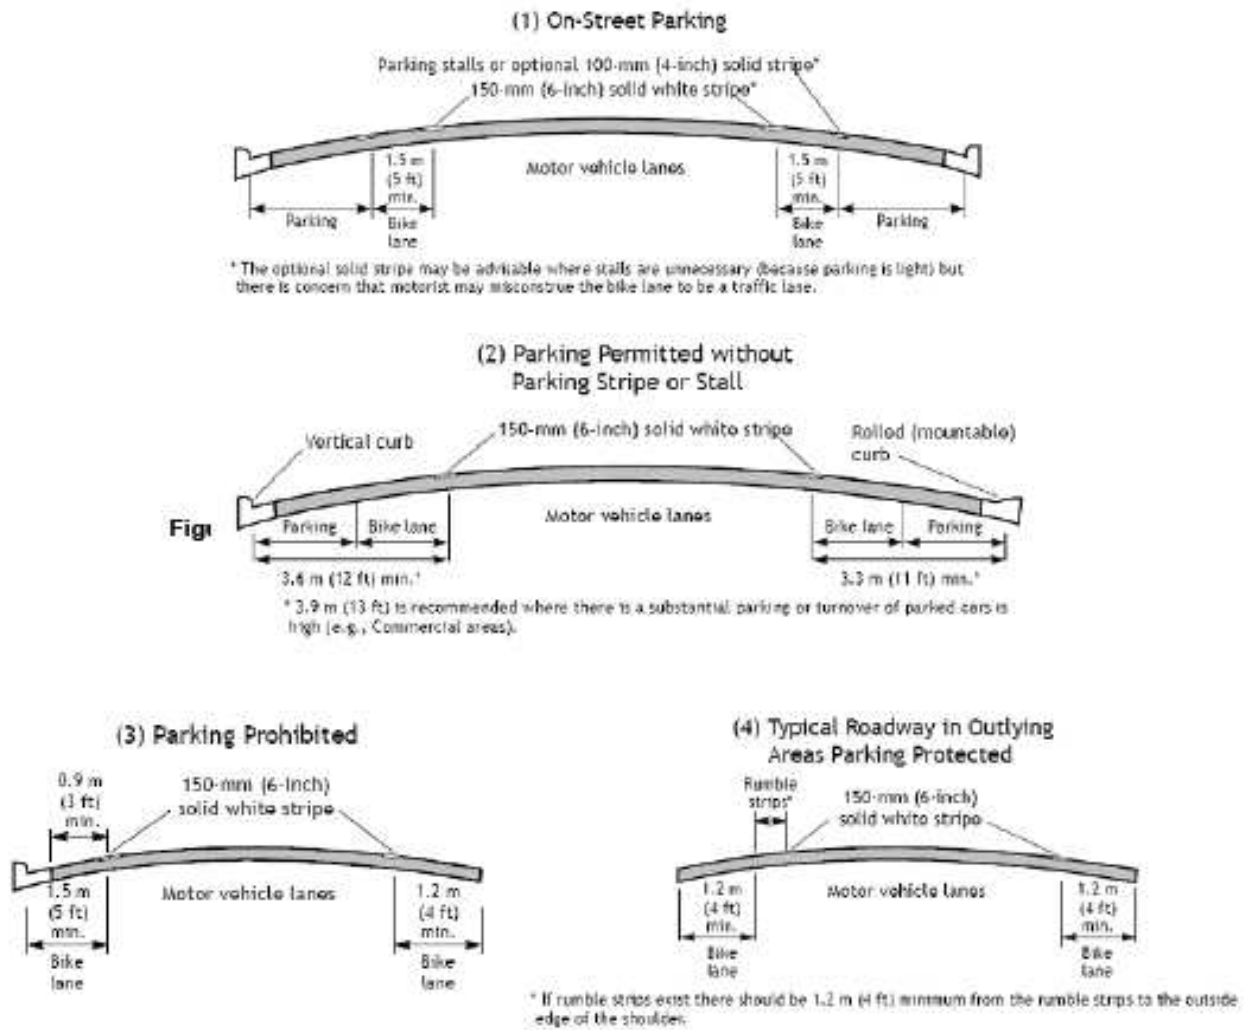 (1) On-Street Parking
Parking stalls or optional 100-mm (4-inch) solid stripe*
150-mm (6-inch) solid white stripe*
1.5 m
(5 ft)
min.
Motor vehicle lanes
1.5 m
(5 ft)
min.
Parking
Bike
lane
Bike
lane
Parking
* The optional solid stripe may be advisable where stalls are unnecessary (because parking is light) but
there is concern that motorist may misconstrue the bike lane to be a traffic lane.
(2) Parking Permitted without
Parking Stripe or Stall
Vertical curb
150-mm (6-inch) solid white stripe
Rolled (mountable)
curb
Figu
Parking
Bike lane
Motor vehicle lanes
Bike lane
Parking
3.6 m (12 ft) min.*
3.3 m (11 ft) min.*
* 3.9 m (13 ft) is recommended where there is a substantial parking or turnover of parked cars is
high (e.g., Commercial areas).
(3) Parking Prohibited
0.9 m
(3 ft)
min.
150-mm (6-inch)
solid white stripe
1.5 m
(5 ft)
min.
Motor vehicle lanes
1.2 m
(4 ft)
min.
Bike
lane
Bike
lane
(4) Typical Roadway in Outlying
Areas Parking Protected
Rumble
strips*
150-mm (6-inch)
solid white stripe
1.2 m
(4 ft)
min.
Motor vehicle lanes
1.2 m
(4 ft)
min.
Bike
lane
Bike
lane
* If rumble strips exist there should be 1.2 m (4 ft) minimum from the rumble strips to the outside
edge of the shoulder.